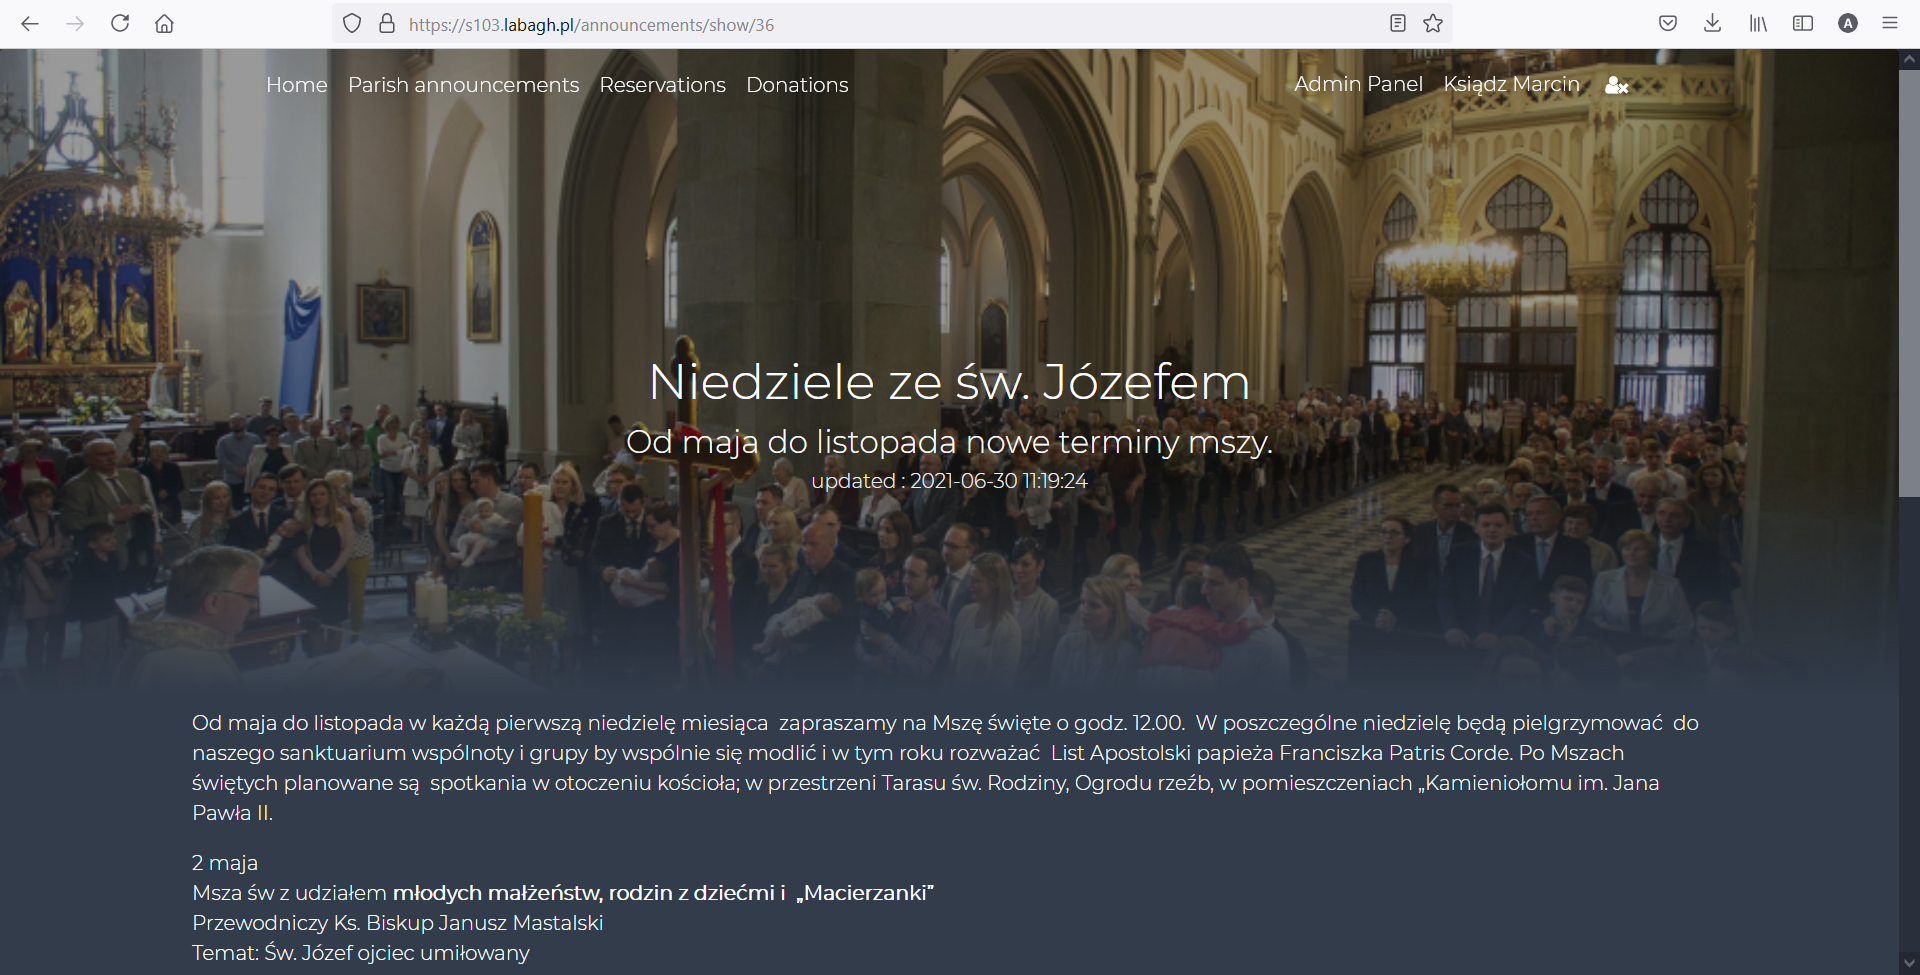 https://s103.labagh.pl/announcements/show/36
A
Home Parish announcements Reservations Donations
Admin Panel Ksiądz Marcin
Niedziele ze św. Józefem
Od maja do listopada nowe terminy mszy.
updated : 2021-06-30 11:19:24
Od maja do listopada w każdą pierwszą niedzielę miesiąca zapraszamy na Mszę święte o godz. 12.00. W poszczególne niedzielę będą pielgrzymować do
naszego sanktuarium wspólnoty i grupy by wspólnie się modlić i w tym roku rozważać List Apostolski papieża Franciszka Patris Corde. Po Mszach
świętych planowane są spotkania w otoczeniu kościoła; w przestrzeni Tarasu św. Rodziny, Ogrodu rzeźb, w pomieszczeniach „Kamieniołomu im. Jana
Pawła II.
2 maja
Msza św z udziałem młodych małżeństw, rodzin z dziećmi i „Macierzanki”
Przewodniczy Ks. Biskup Janusz Mastalski
Temat: Św. Józef ojciec umiłowany